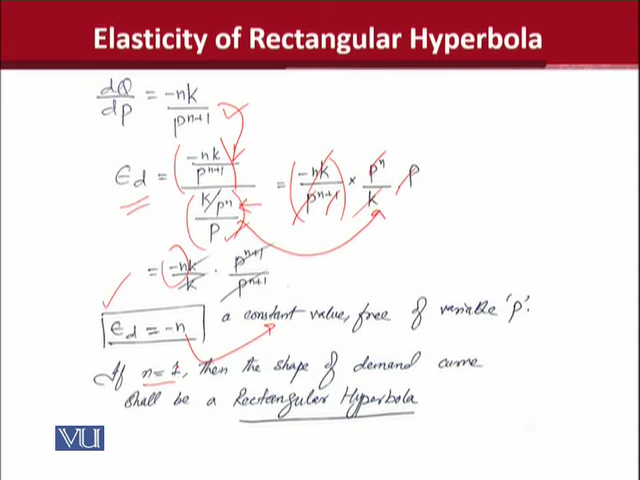 Elasticity of Rectangular Hyperbola
dQ/dp = -nk/p^(n+1)
Ed = (-nk/p^(n+1))/((k/p^n)/p) = (-nk/p^(n+1)) × p^n/k · p
= -nk/k · p^(n+1)/p^(n+1)
Ed = -n a constant value, free of variable 'p'.
If n=1, then the shape of demand curve
shall be a Rectangular Hyperbola
VU